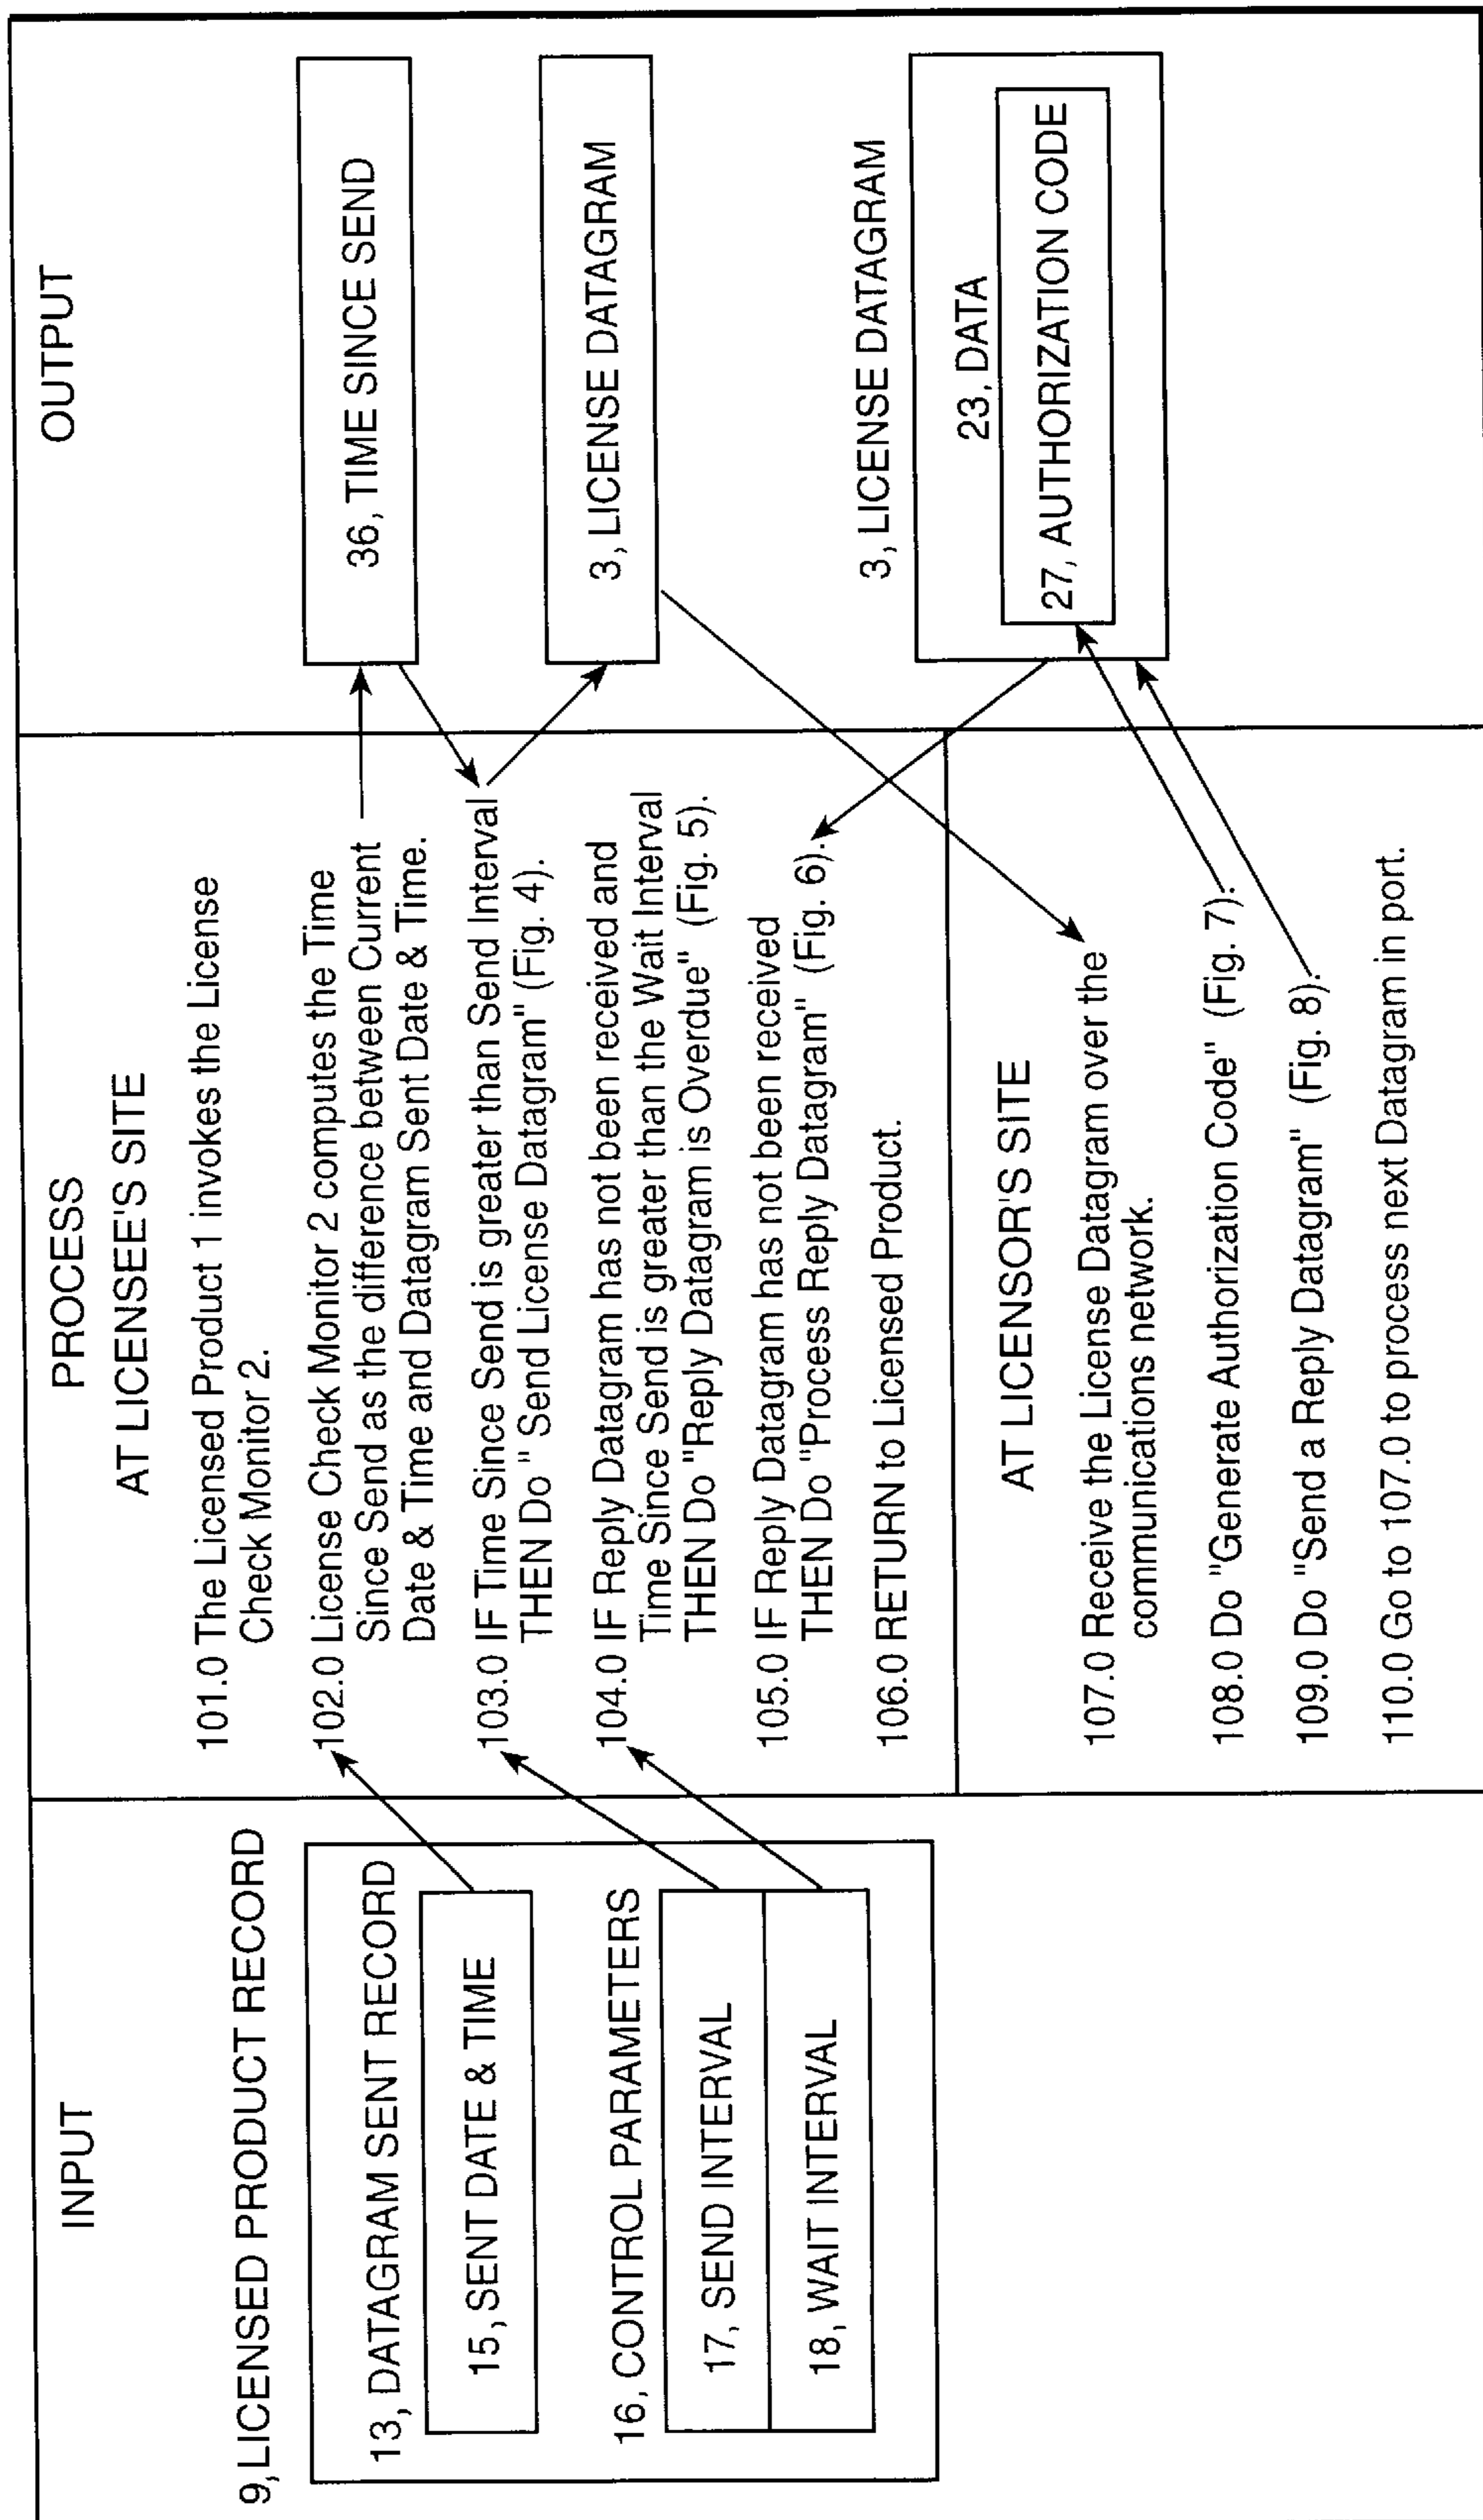 INPUT
9,LICENSED PRODUCT RECORD
13, DATAGRAM SENT RECORD
15, SENT DATE & TIME
16, CONTROL PARAMETERS
17, SEND INTERVAL
18, WAIT INTERVAL
PROCESS
AT LICENSEE'S SITE
101.0 The Licensed Product 1 invokes the License
Check Monitor 2.
102.0 License Check Monitor 2 computes the Time
Since Send as the difference between Current
Date & Time and Datagram Sent Date & Time.
103.0 IF Time Since Send is greater than Send Interval
THEN Do " Send License Datagram" (Fig. 4).
104.0 IF Reply Datagram has not been received and
Time Since Send is greater than the Wait Interval
THEN Do "Reply Datagram is Overdue" (Fig. 5).
105.0 IF Reply Datagram has not been received
THEN Do "Process Reply Datagram" (Fig. 6).
106.0 RETURN to Licensed Product.
AT LICENSOR'S SITE
107.0 Receive the License Datagram over the
communications network.
108.0 Do "Generate Authorization Code" (Fig. 7).
109.0 Do "Send a Reply Datagram" (Fig. 8).
110.0 Go to 107.0 to process next Datagram in port.
OUTPUT
36, TIME SINCE SEND
3, LICENSE DATAGRAM
3, LICENSE DATAGRAM
23, DATA
27, AUTHORIZATION CODE